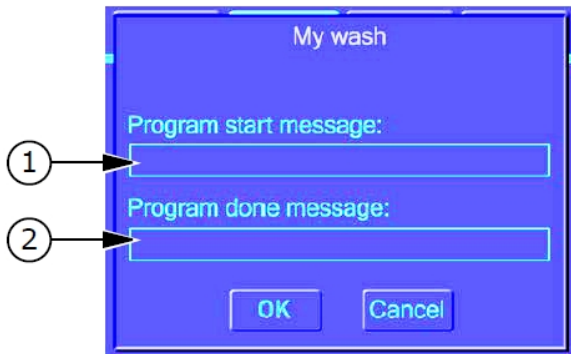 My wash
Program start message:
1
Program done message:
2
OK Cancel